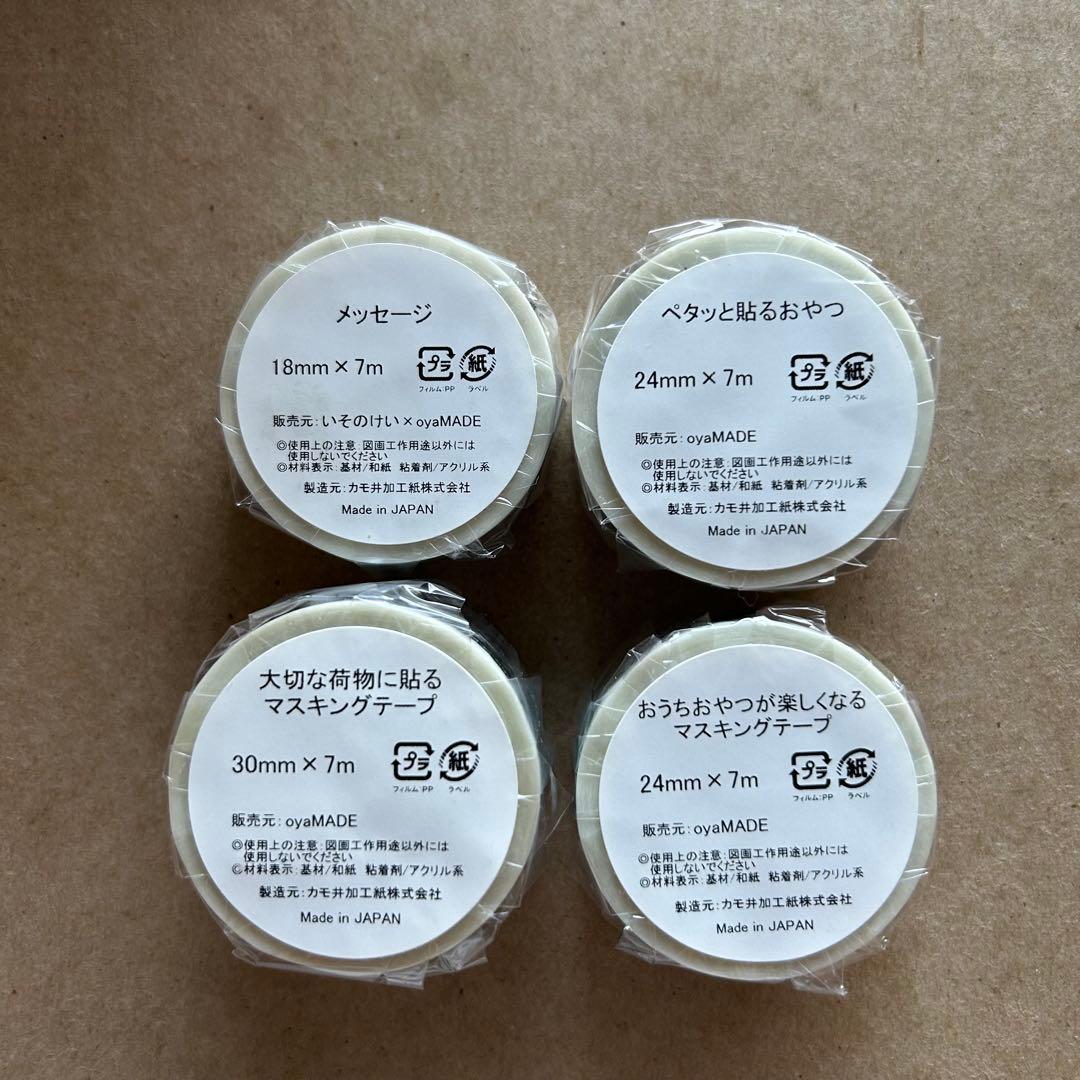 メッセージ
18mm×7m
プラ 紙
フィルム:PP ラベル
販売元:いそのけい×oyaMADE
◎使用上の注意:図画工作用途以外には
使用しないでください
◎材料表示:基材/和紙 粘着剤/アクリル系
製造元:カモ井加工紙株式会社
Made in JAPAN
ペタッと貼るおやつ
24mm×7m
プラ 紙
フィルム:PP ラベル
販売元:oyaMADE
◎使用上の注意:図画工作用途以外には
使用しないでください
◎材料表示:基材/和紙 粘着剤/アクリル系
製造元:カモ井加工紙株式会社
Made in JAPAN
大切な荷物に貼る
マスキングテープ
30mm×7m
プラ 紙
フィルム:PP ラベル
販売元:oyaMADE
◎使用上の注意:図画工作用途以外には
使用しないでください
◎材料表示:基材/和紙 粘着剤/アクリル系
製造元:カモ井加工紙株式会社
Made in JAPAN
おうちおやつが楽しくなる
マスキングテープ
24mm×7m
プラ 紙
フィルム:PP ラベル
販売元:oyaMADE
◎使用上の注意:図画工作用途以外には
使用しないでください
◎材料表示:基材/和紙 粘着剤/アクリル系
製造元:カモ井加工紙株式会社
Made in JAPAN